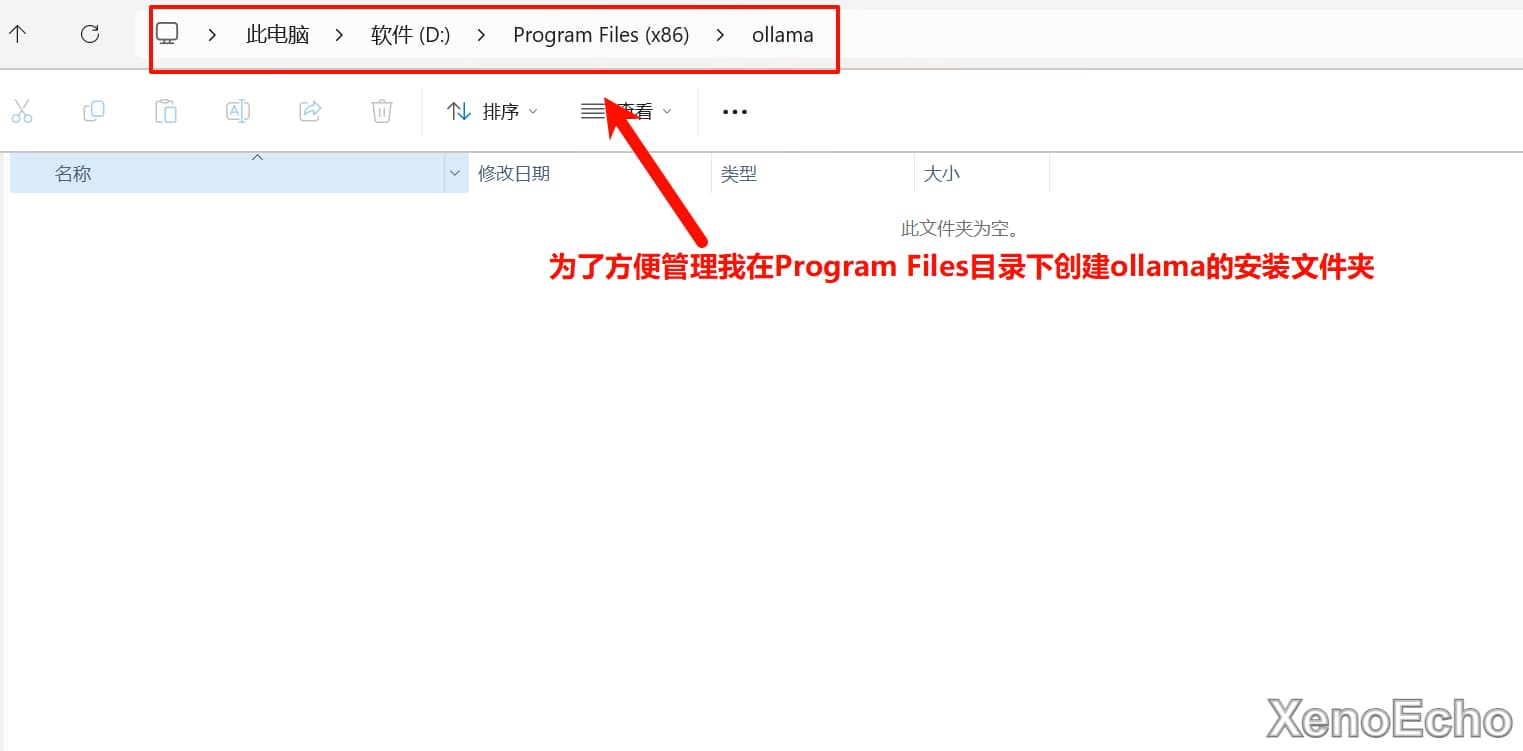 此电脑 > 软件 (D:) > Program Files (x86) > ollama
排序 查看
名称 修改日期 类型 大小
此文件夹为空。
为了方便管理我在Program Files目录下创建ollama的安装文件夹
XenoEcho